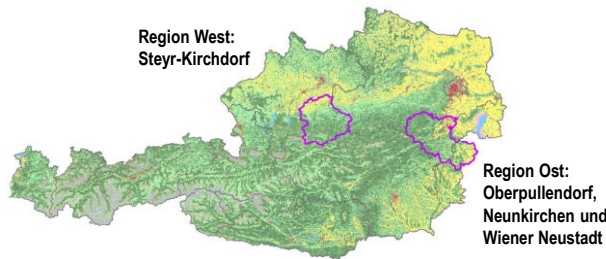 Region West:
Steyr-Kirchdorf
Region Ost:
Oberpullendorf,
Neunkirchen und
Wiener Neustadt